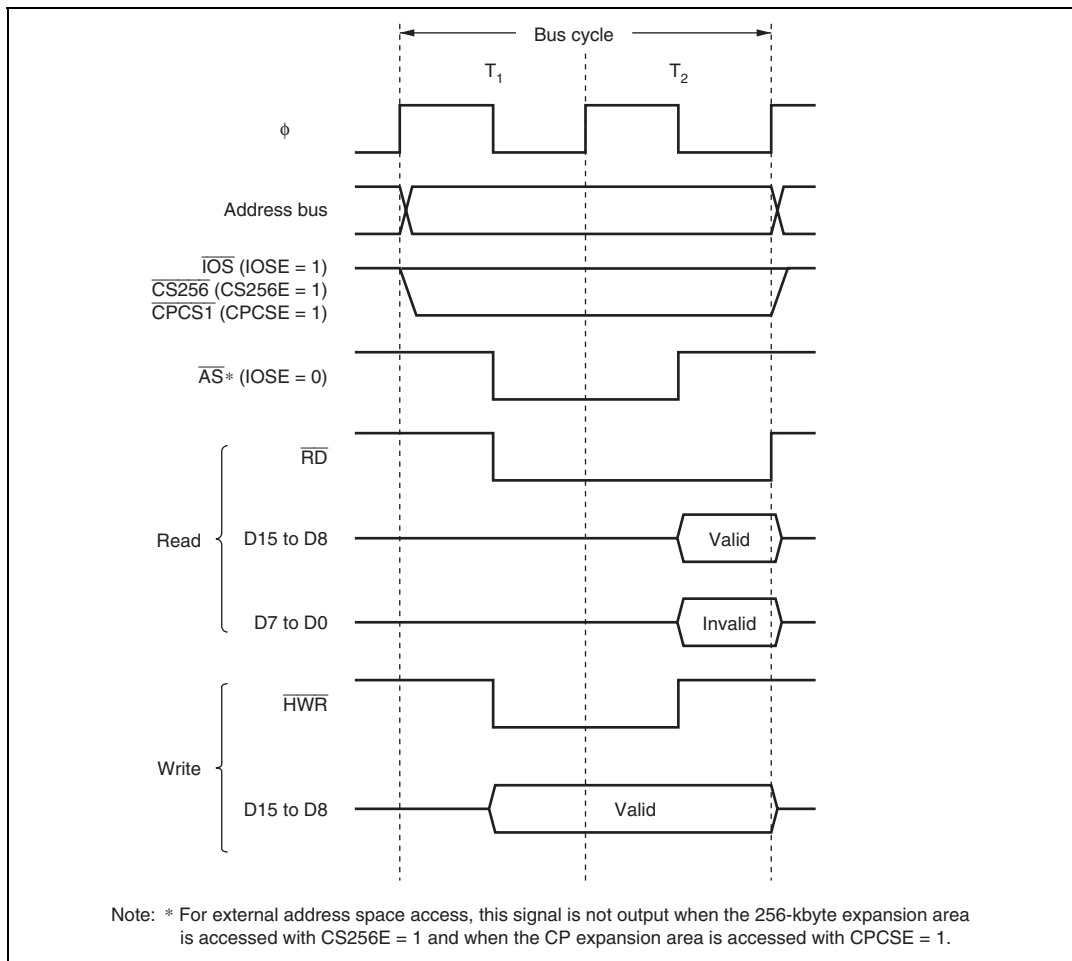 Bus cycle
T1 T2
ϕ
Address bus
IOS (IOSE = 1)
CS256 (CS256E = 1)
CPCS1 (CPCSE = 1)
AS* (IOSE = 0)
RD
Read
D15 to D8 Valid
D7 to D0 Invalid
HWR
Write
D15 to D8 Valid
Note: * For external address space access, this signal is not output when the 256-kbyte expansion area
is accessed with CS256E = 1 and when the CP expansion area is accessed with CPCSE = 1.